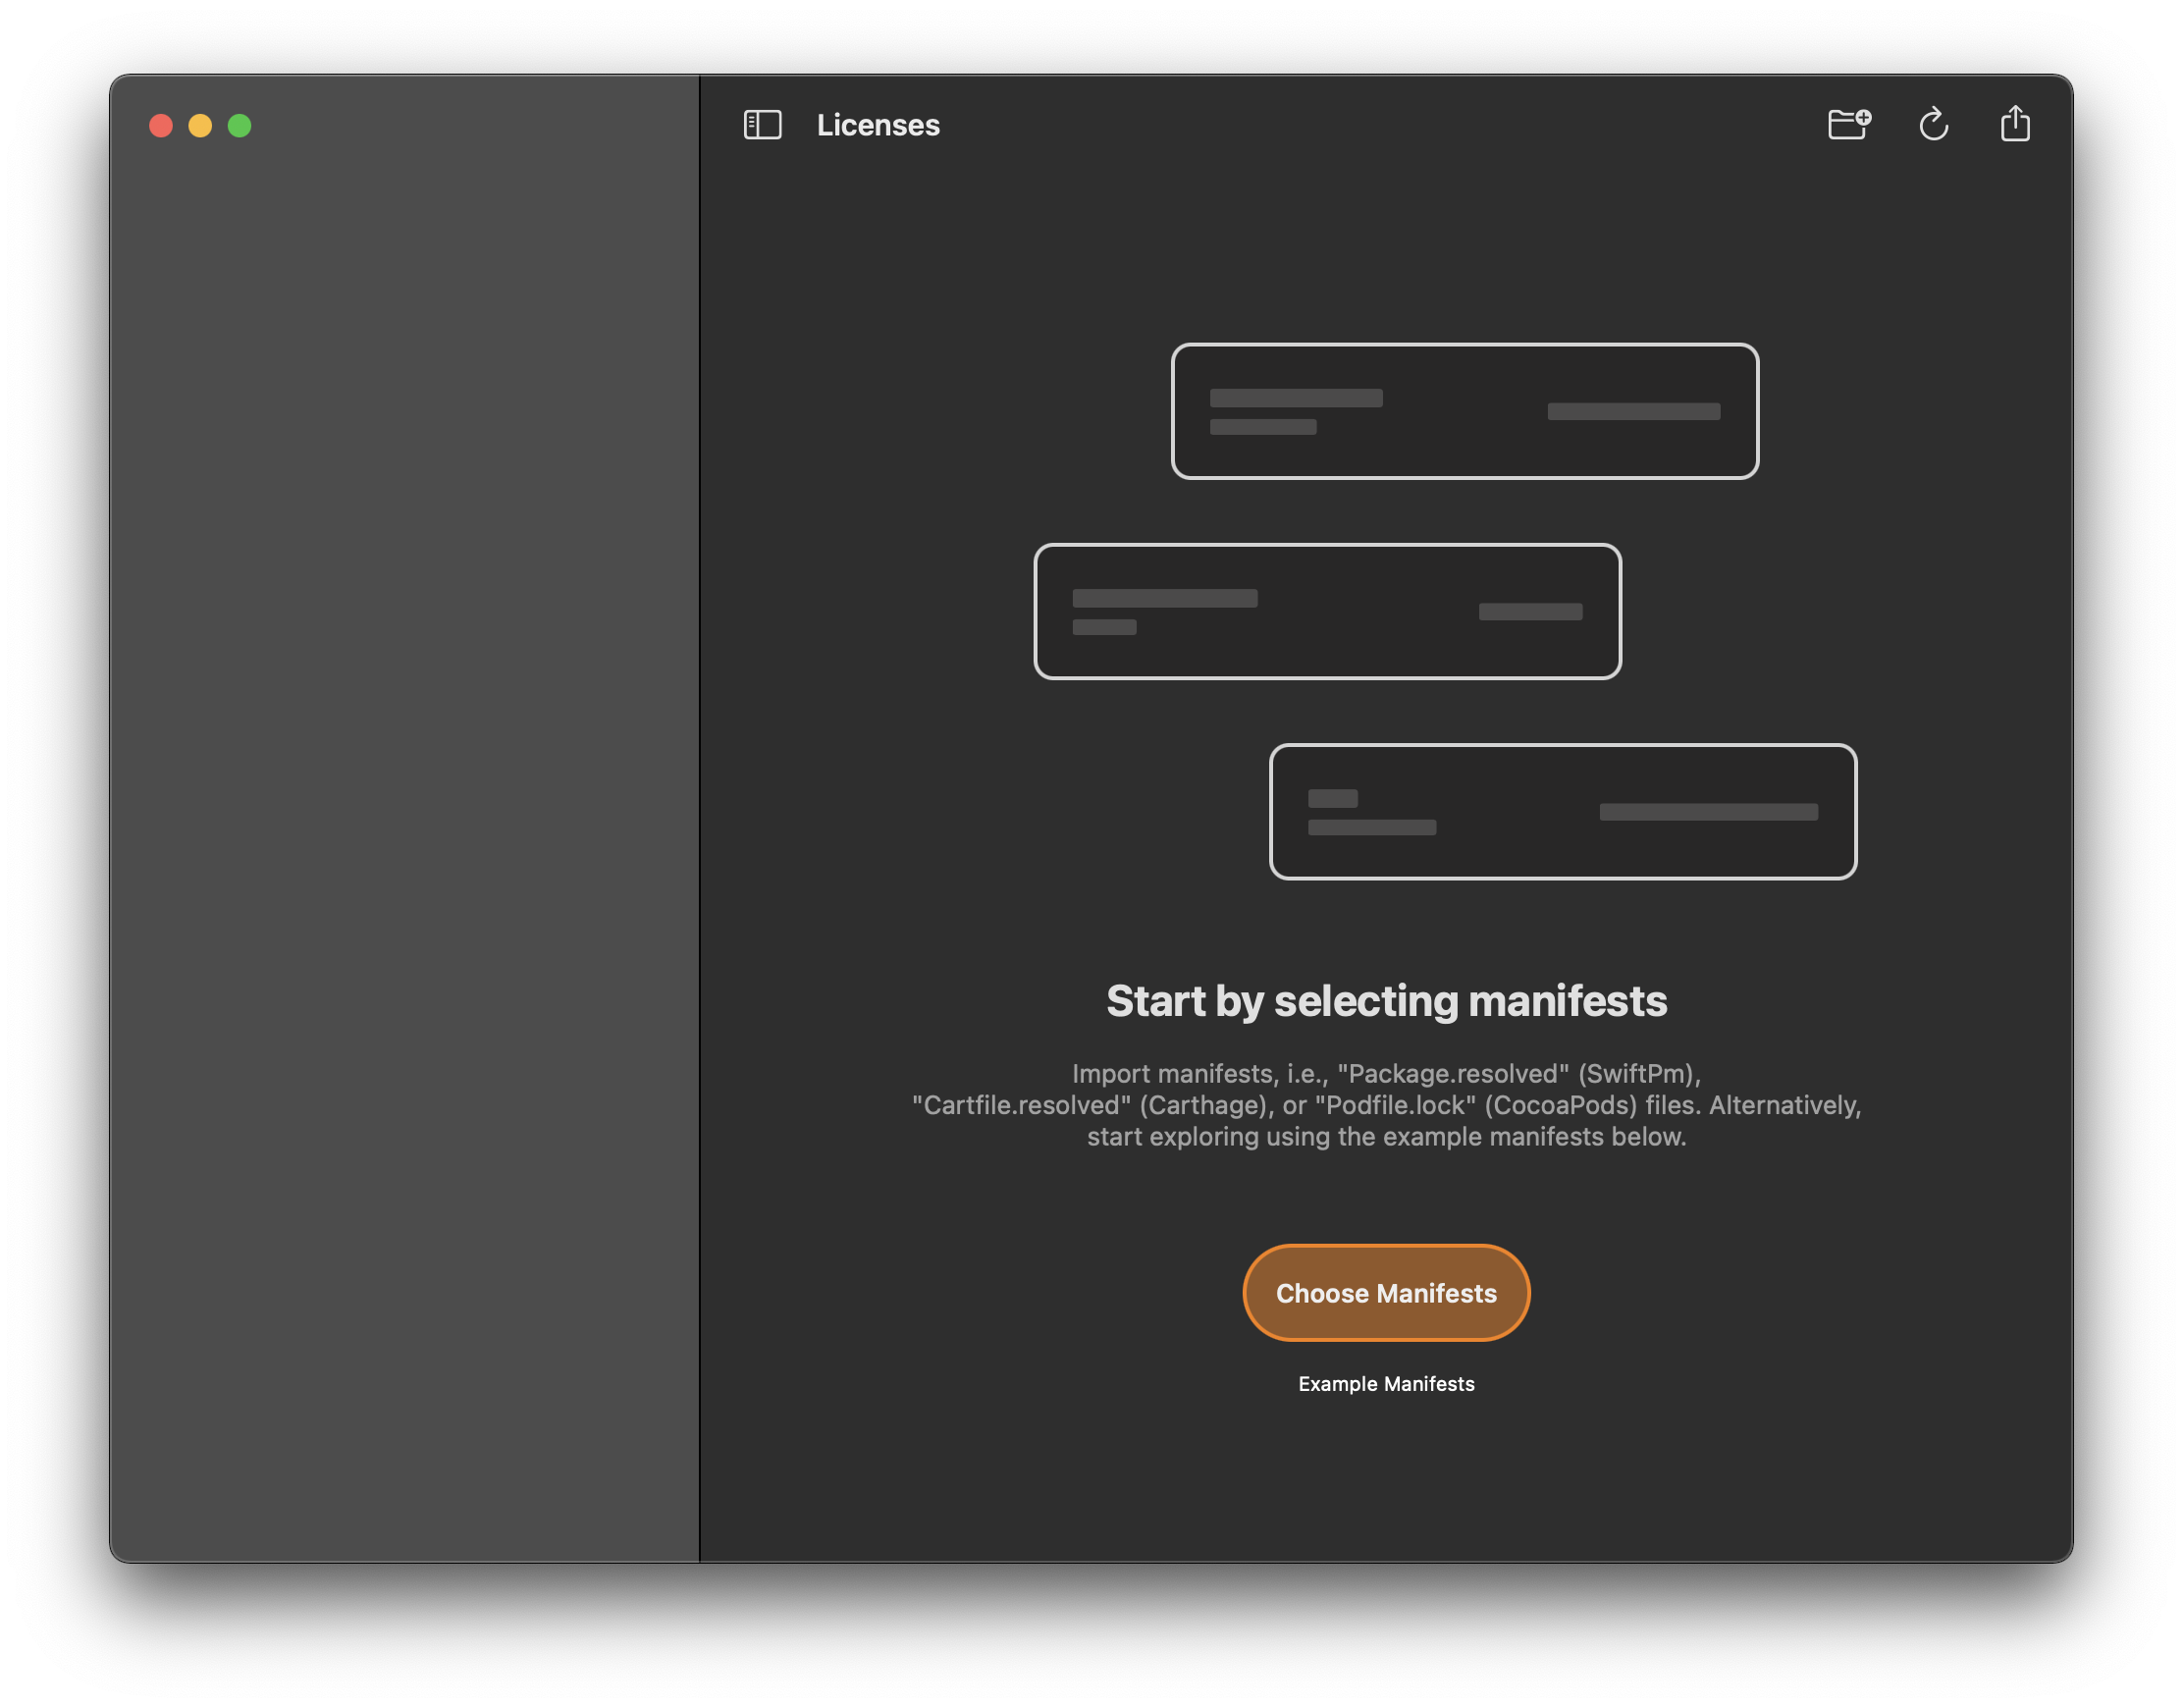 Licenses
Start by selecting manifests
Import manifests, i.e., "Package.resolved" (SwiftPm),
"Cartfile.resolved" (Carthage), or "Podfile.lock" (CocoaPods) files. Alternatively,
start exploring using the example manifests below.
Choose Manifests
Example Manifests